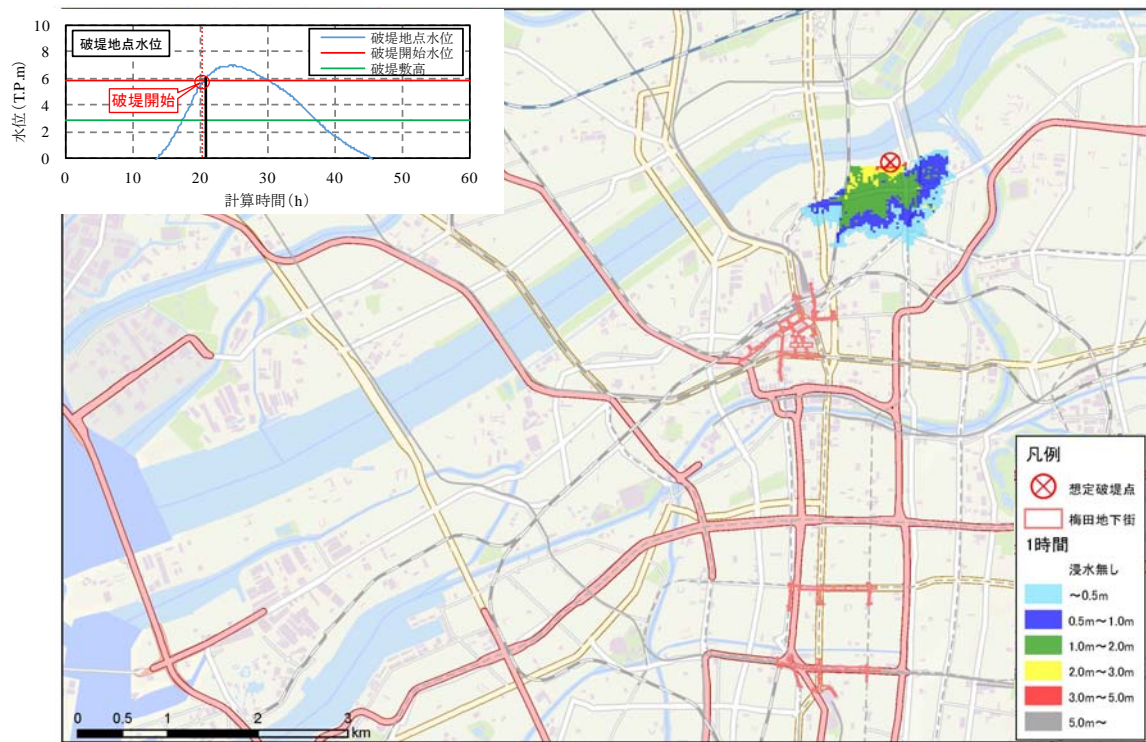 破堤地点水位
破堤地点水位
破堤開始水位
破堤敷高
破堤開始
水位(T.P.m)
10
8
6
4
2
0
0 10 20 30 40 50 60
計算時間(h)
凡例
想定破堤点
梅田地下街
1時間
浸水無し
～0.5m
0.5m～1.0m
1.0m～2.0m
2.0m～3.0m
3.0m～5.0m
5.0m～
0 0.5 1 2 3
km